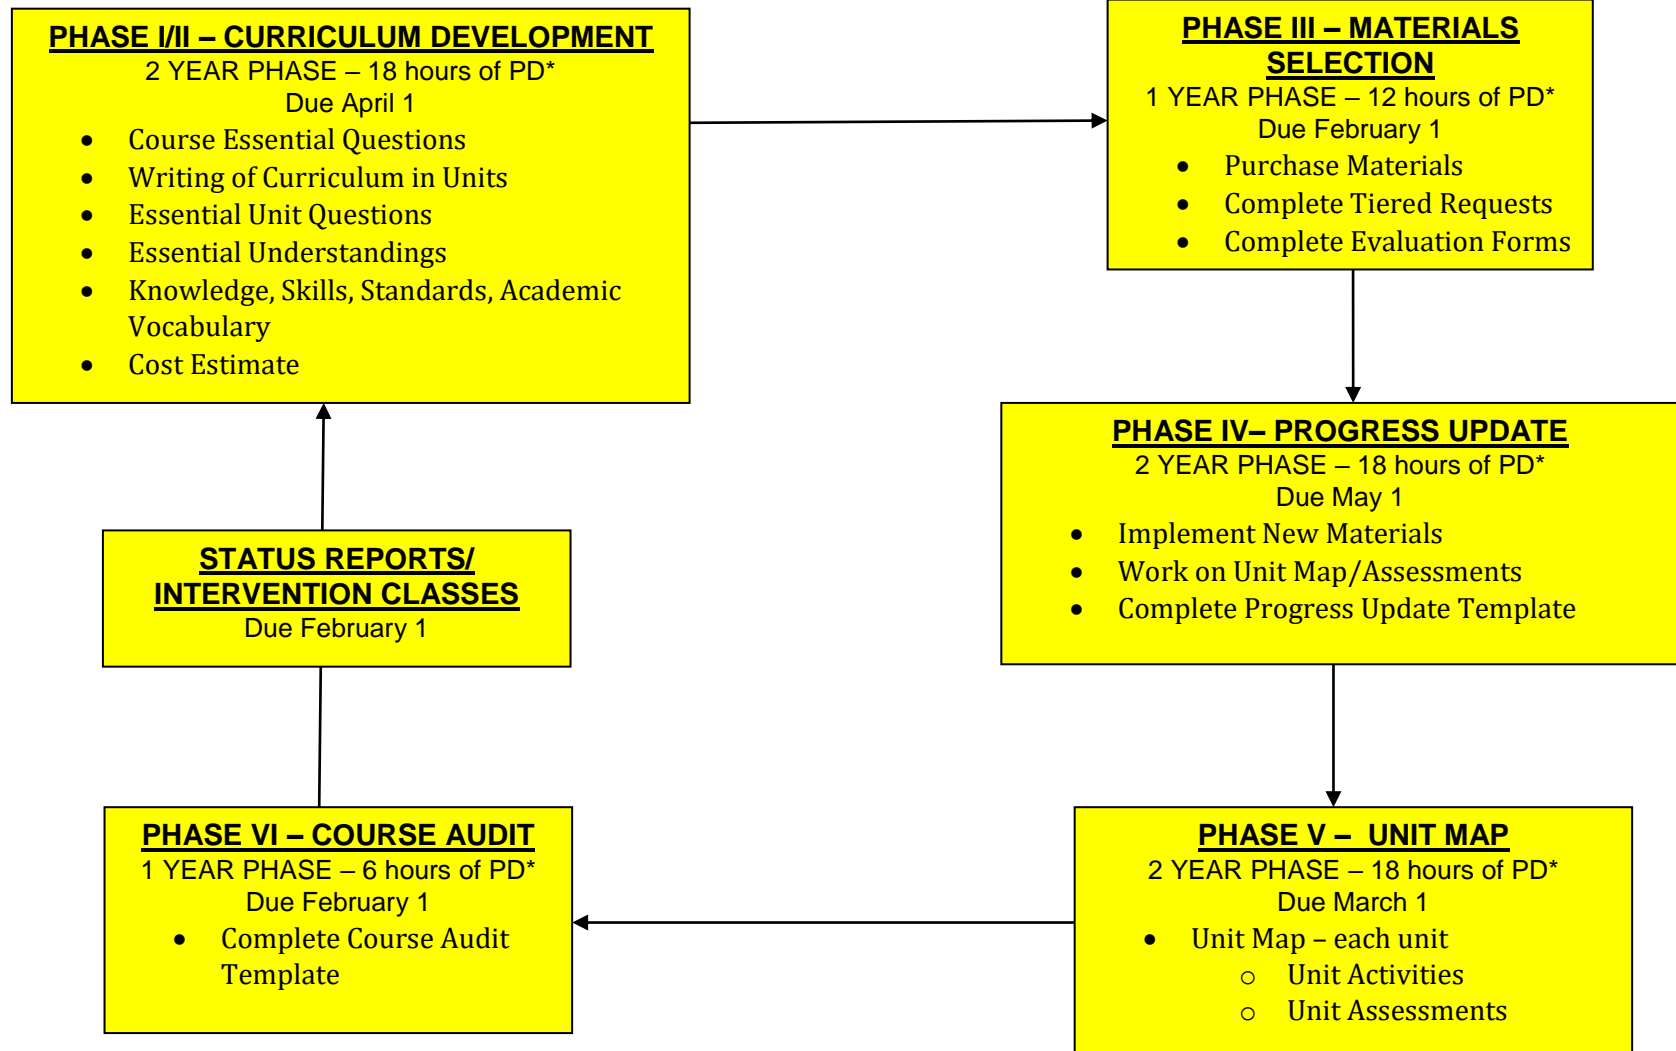 PHASE I/II – CURRICULUM DEVELOPMENT
2 YEAR PHASE – 18 hours of PD*
Due April 1
• Course Essential Questions
• Writing of Curriculum in Units
• Essential Unit Questions
• Essential Understandings
• Knowledge, Skills, Standards, Academic
Vocabulary
• Cost Estimate
PHASE III – MATERIALS
SELECTION
1 YEAR PHASE – 12 hours of PD*
Due February 1
• Purchase Materials
• Complete Tiered Requests
• Complete Evaluation Forms
PHASE IV– PROGRESS UPDATE
2 YEAR PHASE – 18 hours of PD*
Due May 1
• Implement New Materials
• Work on Unit Map/Assessments
• Complete Progress Update Template
PHASE V – UNIT MAP
2 YEAR PHASE – 18 hours of PD*
Due March 1
• Unit Map – each unit
o Unit Activities
o Unit Assessments
PHASE VI – COURSE AUDIT
1 YEAR PHASE – 6 hours of PD*
Due February 1
• Complete Course Audit
Template
STATUS REPORTS/
INTERVENTION CLASSES
Due February 1